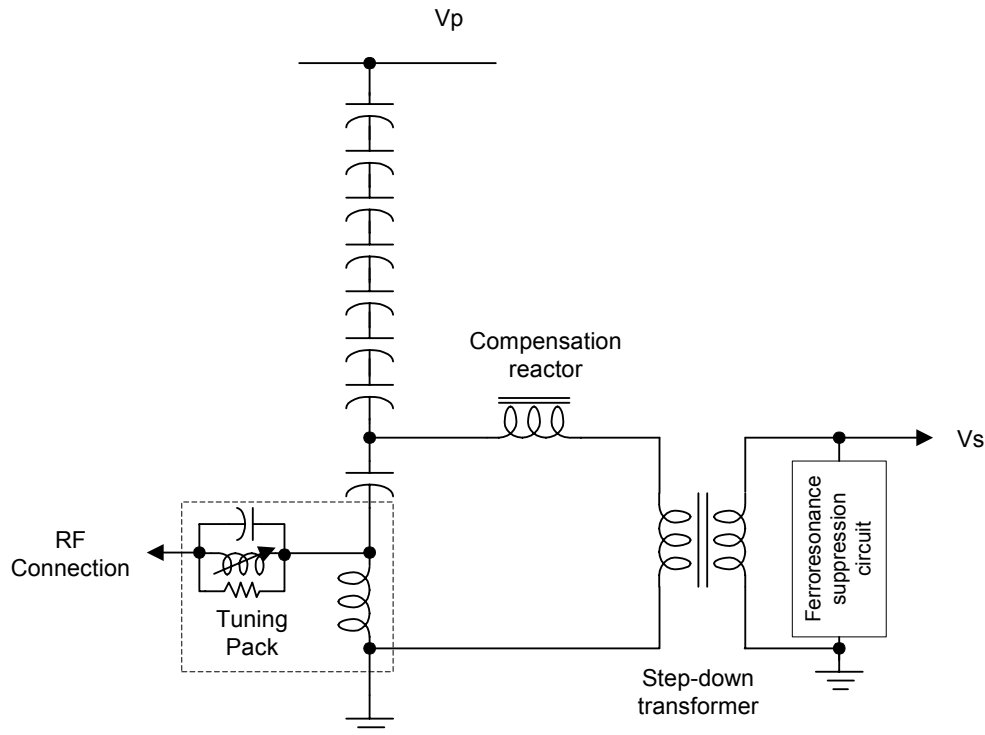 Vp
Compensation
reactor
Vs
RF
Connection
Tuning
Pack
Ferroresonance
suppression
circuit
Step-down
transformer